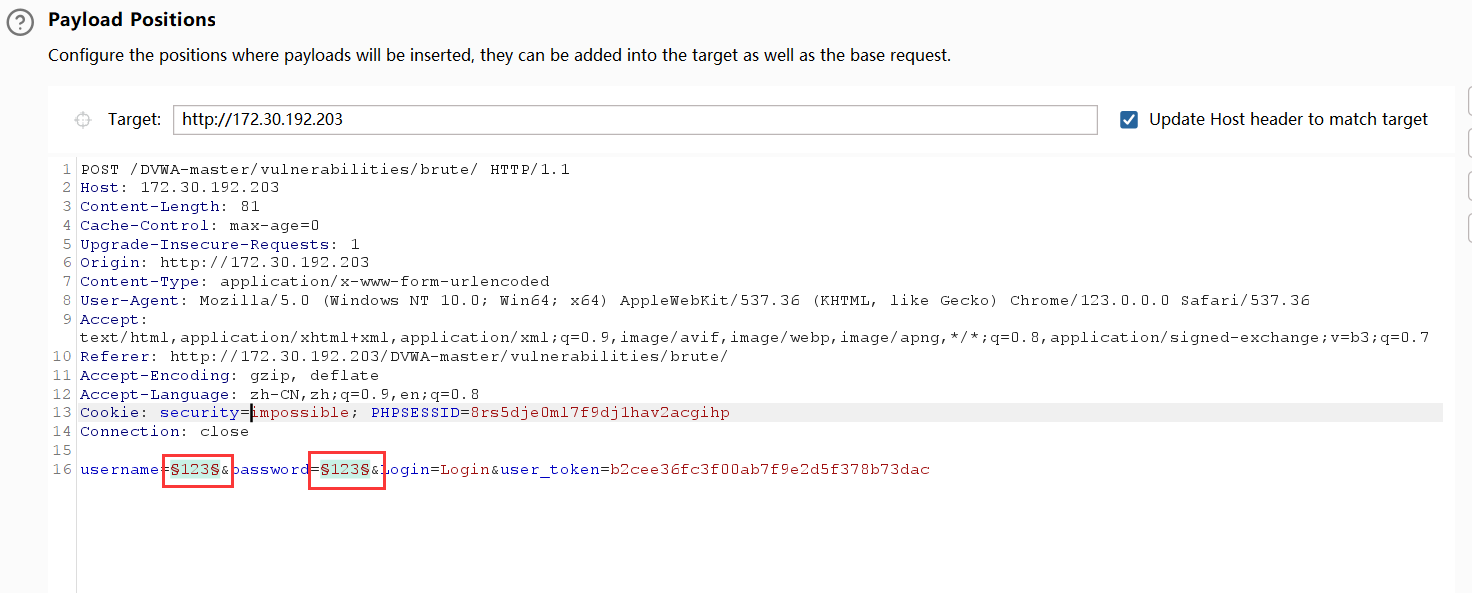 Payload Positions
Configure the positions where payloads will be inserted, they can be added into the target as well as the base request.
Target: http://172.30.192.203 Update Host header to match target
1 POST /DVWA-master/vulnerabilities/brute/ HTTP/1.1
2 Host: 172.30.192.203
3 Content-Length: 81
4 Cache-Control: max-age=0
5 Upgrade-Insecure-Requests: 1
6 Origin: http://172.30.192.203
7 Content-Type: application/x-www-form-urlencoded
8 User-Agent: Mozilla/5.0 (Windows NT 10.0; Win64; x64) AppleWebKit/537.36 (KHTML, like Gecko) Chrome/123.0.0.0 Safari/537.36
9 Accept:
text/html,application/xhtml+xml,application/xml;q=0.9,image/avif,image/webp,image/apng,*/*;q=0.8,application/signed-exchange;v=b3;q=0.7
10 Referer: http://172.30.192.203/DVWA-master/vulnerabilities/brute/
11 Accept-Encoding: gzip, deflate
12 Accept-Language: zh-CN,zh;q=0.9,en;q=0.8
13 Cookie: security=impossible; PHPSESSID=8rs5dje0ml7f9dj1hav2acgihp
14 Connection: close
15
16 username=§123§&password=§123§&Login=Login&user_token=b2cee36fc3f00ab7f9e2d5f378b73dac